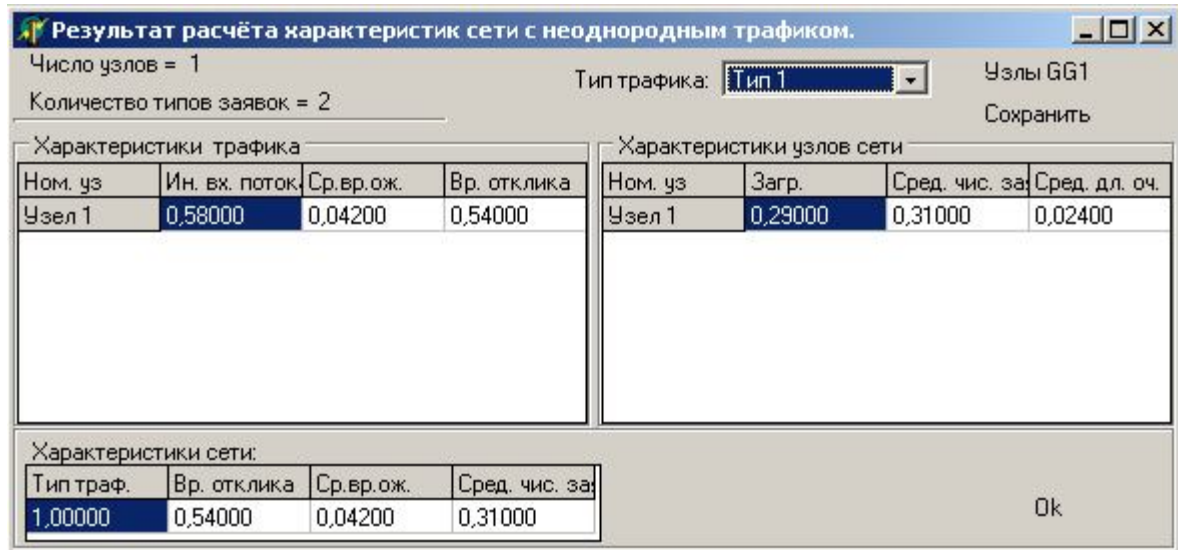 Результат расчёта характеристик сети с неоднородным трафиком.
Число узлов = 1
Тип трафика: Тип 1
Узлы GG1
Количество типов заявок = 2
Сохранить
Характеристики трафика
Ном. уз Ин. вх. поток Ср.вр.ож. Вр. отклика
Узел 1 0,58000 0,04200 0,54000
Характеристики узлов сети
Ном. уз Загр. Сред. чис. зая Сред. дл. оч.
Узел 1 0,29000 0,31000 0,02400
Характеристики сети:
Тип траф. Вр. отклика Ср.вр.ож. Сред. чис. зая
1,00000 0,54000 0,04200 0,31000
Ok